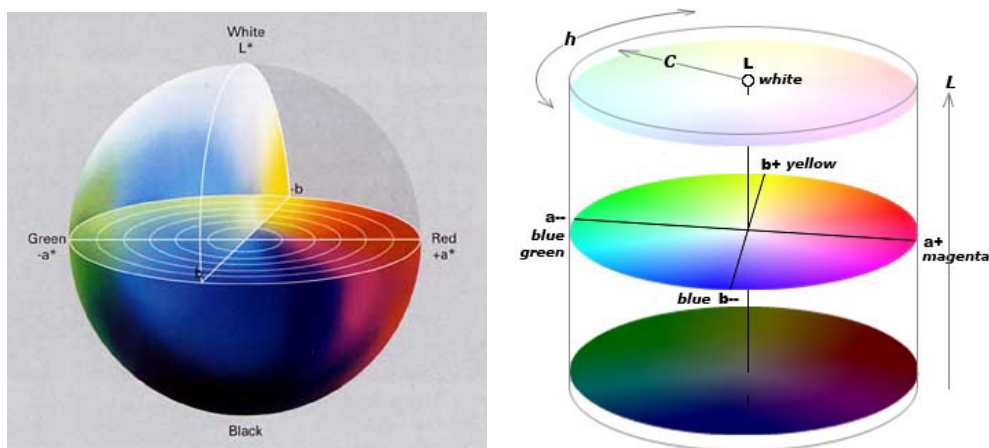 White
L*
-b
Green
-a*
Red
+a*
b
Black
h
C
L
white
L
b+ yellow
a--
blue
green
a+
magenta
blue b--